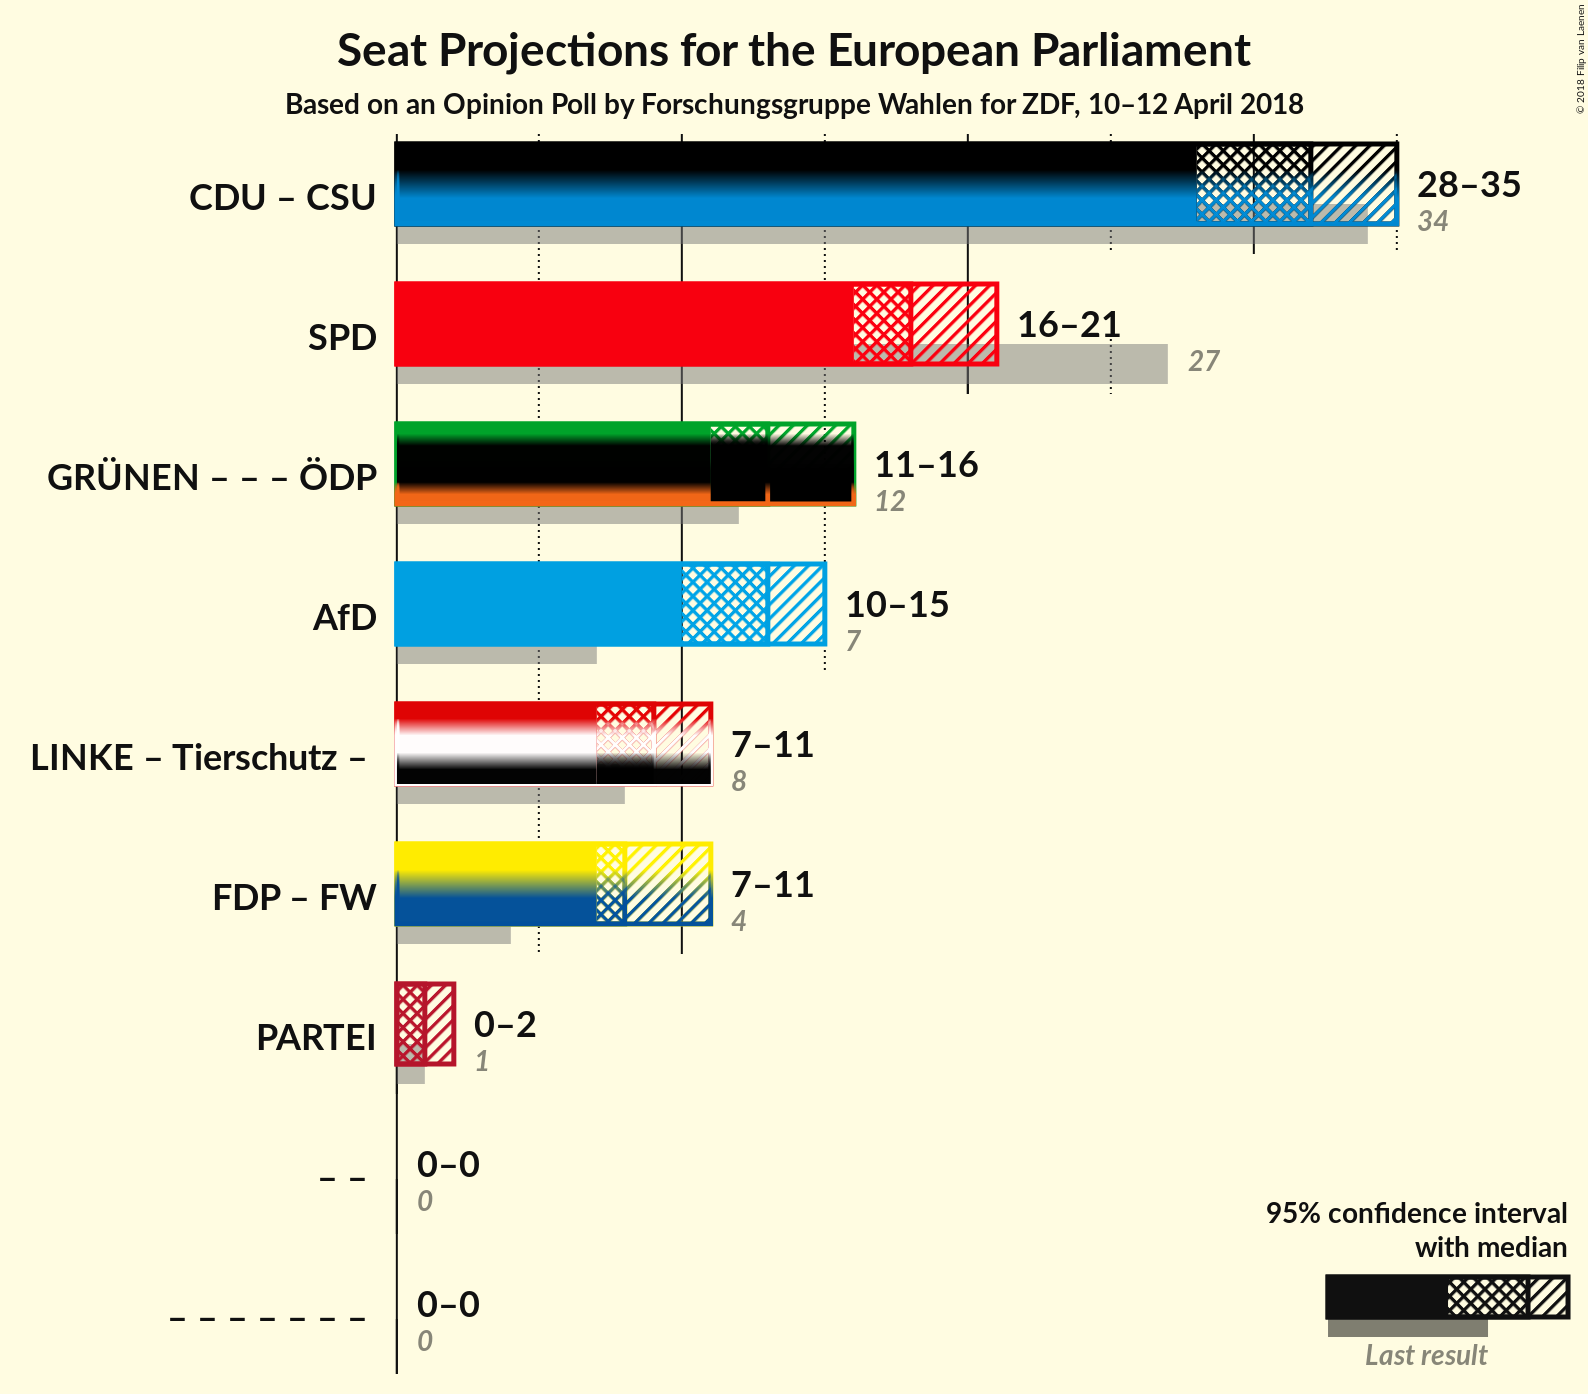 Seat Projections for the European Parliament
Based on an Opinion Poll by Forschungsgruppe Wahlen for ZDF, 10–12 April 2018
© 2018 Filip van Laenen
CDU – CSU
28–35
34
SPD
16–21
27
GRÜNEN – – – ÖDP
11–16
12
AfD
10–15
7
LINKE – Tierschutz –
7–11
8
FDP – FW
7–11
4
PARTEI
0–2
1
– –
0–0
0
– – – – – – –
0–0
0
95% confidence interval
with median
Last result